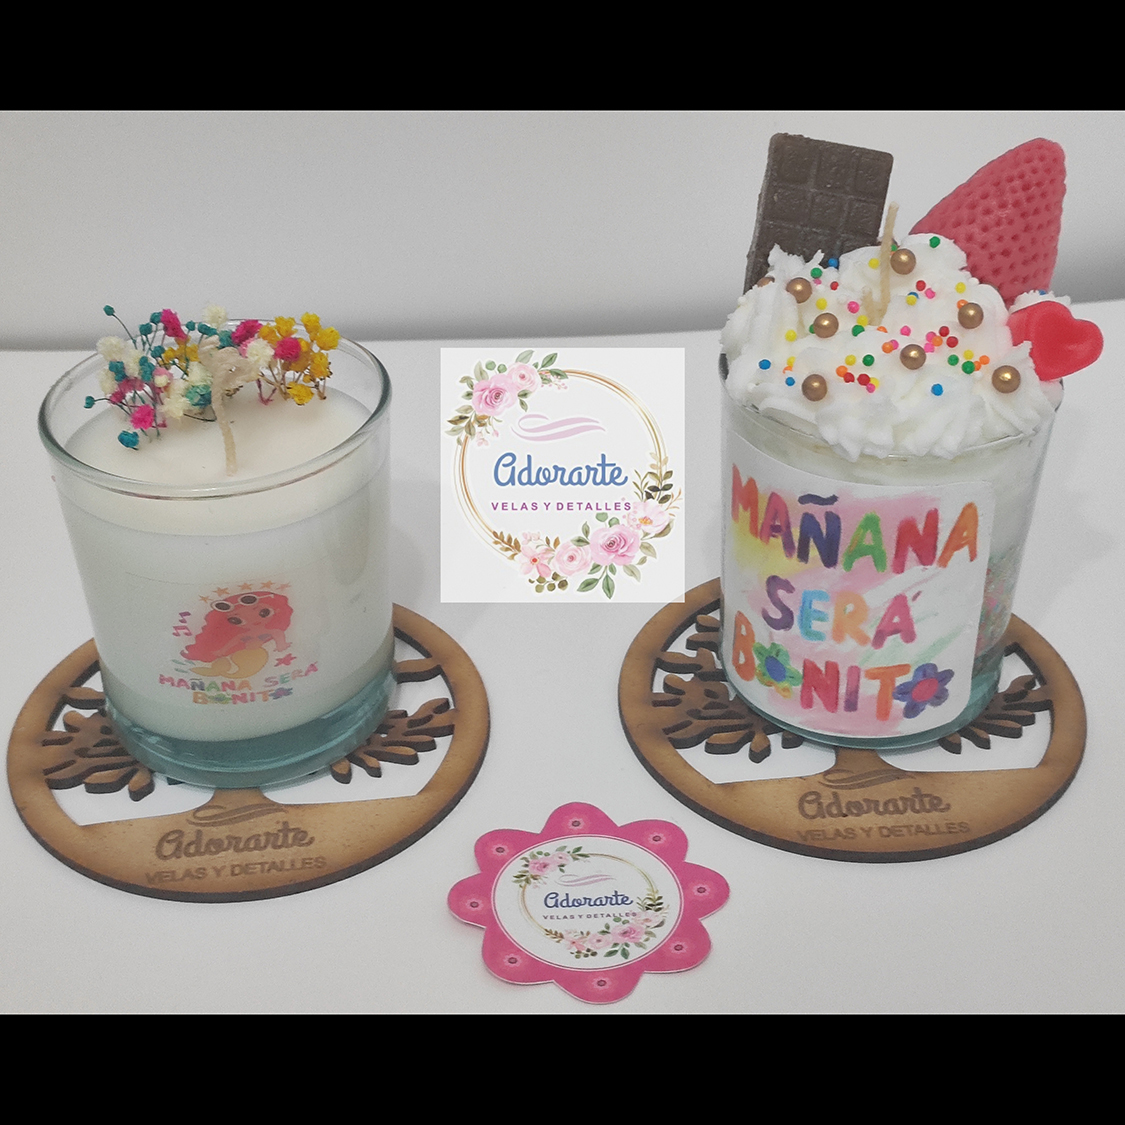 Adorarte
VELAS Y DETALLES
MAÑANA
SERÁ
BONITO
MAÑANA SERÁ
BONITO
Adorarte
VELAS Y DETALLES
Adorarte
VELAS Y DETALLES
Adorarte
VELAS Y DETALLES